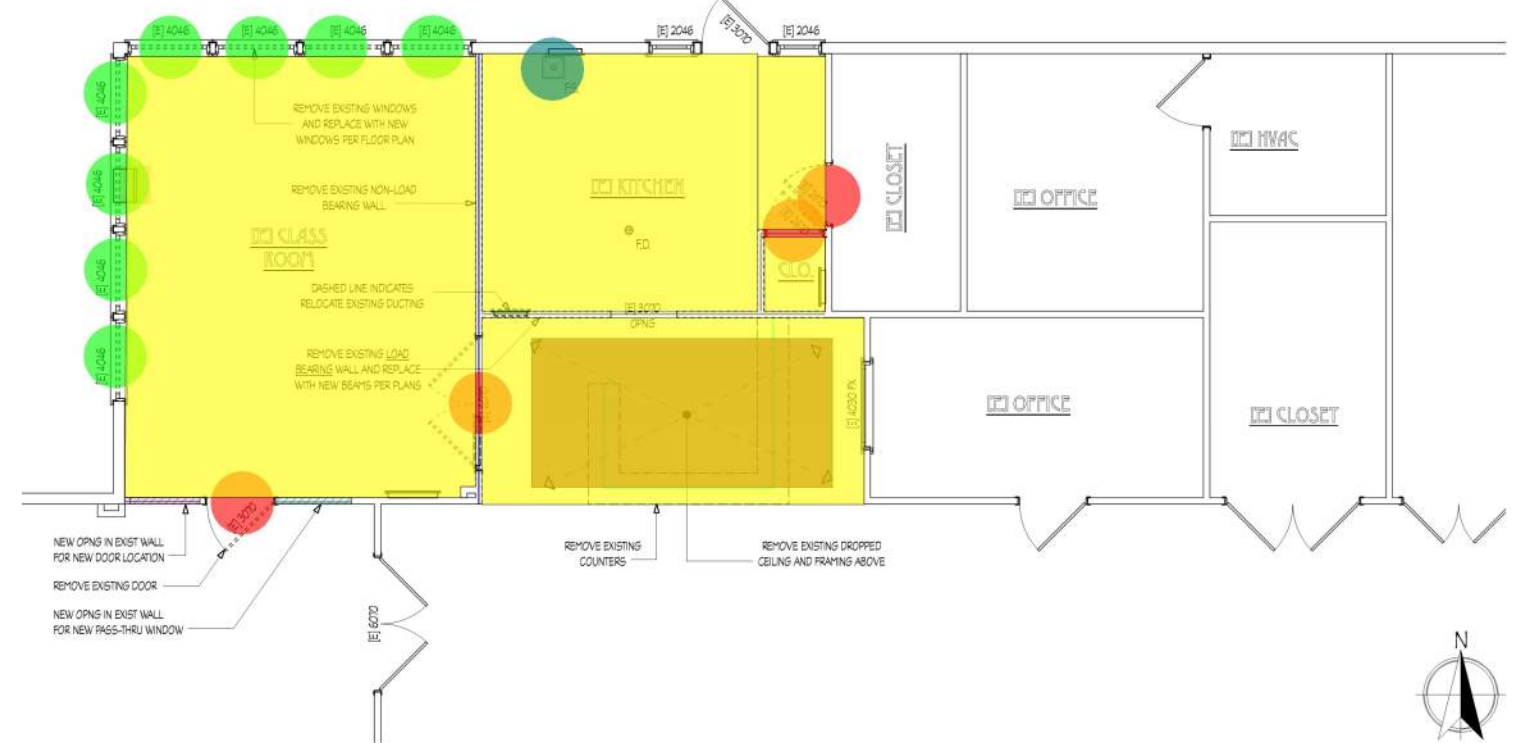 [E] 4046
[E] 4046
[E] 4046
[E] 4046
[E] 2046
[E] 3070
[E] 2046
[E] 4046
[E] 4046
[E] 4046
[E] 4046
F.S.
REMOVE EXISTING WINDOWS
AND REPLACE WITH NEW
WINDOWS PER FLOOR PLAN
REMOVE EXISTING NON-LOAD
BEARING WALL
[E] CLASS
ROOM
DASHED LINE INDICATES
RELOCATE EXISTING DUCTING
REMOVE EXISTING LOAD
BEARING WALL AND REPLACE
WITH NEW BEAMS PER PLANS
[E] KITCHEN
F.D.
[E] 3070
OPNG
CLO.
[E] CLOSET
[E] OFFICE
[E] HVAC
[E] 4030 FX
[E] OFFICE
[E] CLOSET
[E] 3070
NEW OPNG IN EXIST WALL
FOR NEW DOOR LOCATION
REMOVE EXISTING DOOR
NEW OPNG IN EXIST WALL
FOR NEW PASS-THRU WINDOW
[E] 6070
REMOVE EXISTING
COUNTERS
REMOVE EXISTING DROPPED
CEILING AND FRAMING ABOVE
N